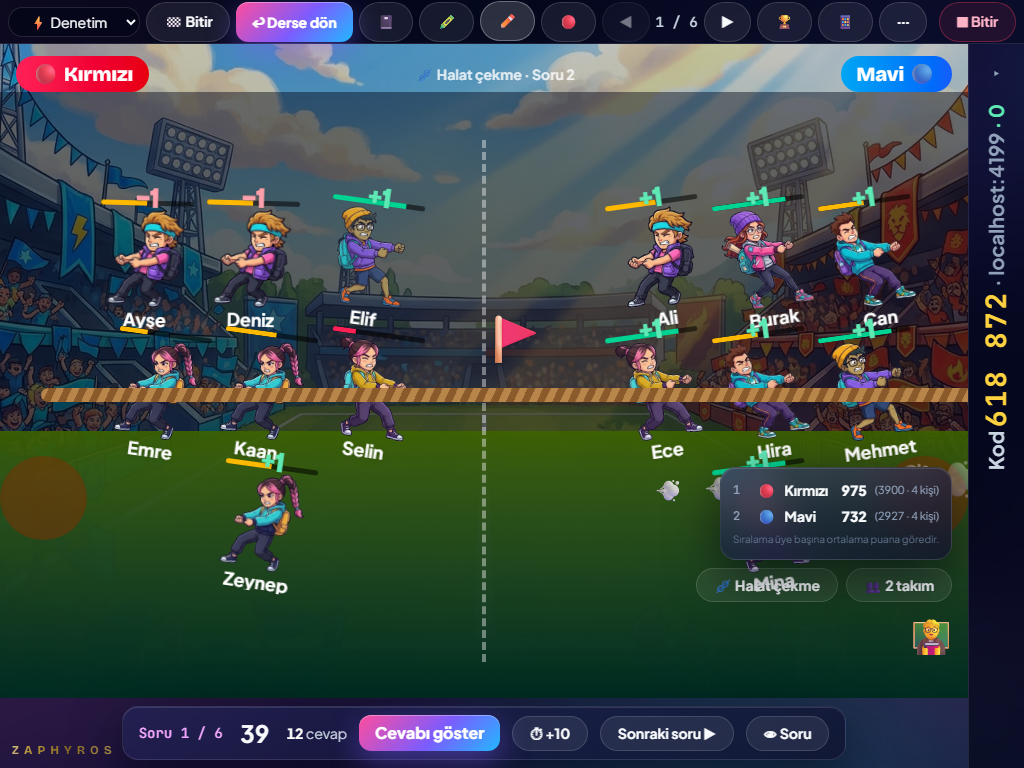 Denetim
Bitir
Derse dön
1 / 6
---
Bitir
Kırmızı
Halat çekme · Soru 2
Mavi
-1
-1
+1
+1
+1
+1
Ayşe
Deniz
Elif
Ali
Burak
Can
+1
+1
+1
Emre
Kaan
Selin
Ece
Hira
Mehmet
+1
+1
1 Kırmızı 975 (3900 · 4 kişi)
2 Mavi 732 (2927 · 4 kişi)
Sıralama üye başına ortalama puana göredir.
Zeynep
Mina
Halat çekme
2 takım
Kod 618 872 · localhost:4199 · 0
Soru 1 / 6
39
12 cevap
Cevabı göster
+10
Sonraki soru
Soru
ZAPHYROS